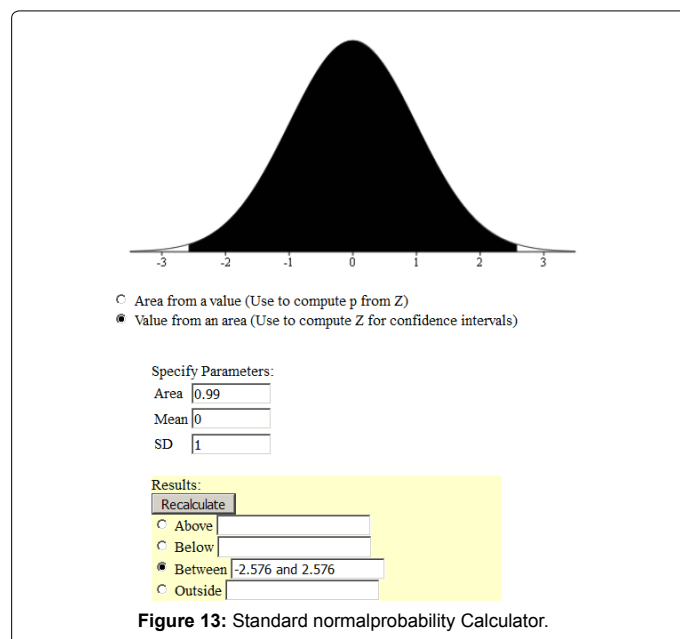 -3 -2 -1 0 1 2 3
Area from a value (Use to compute p from Z)
Value from an area (Use to compute Z for confidence intervals)
Specify Parameters:
Area 0.99
Mean 0
SD 1
Results:
Recalculate
Above
Below
Between -2.576 and 2.576
Outside
Figure 13: Standard normalprobability Calculator.